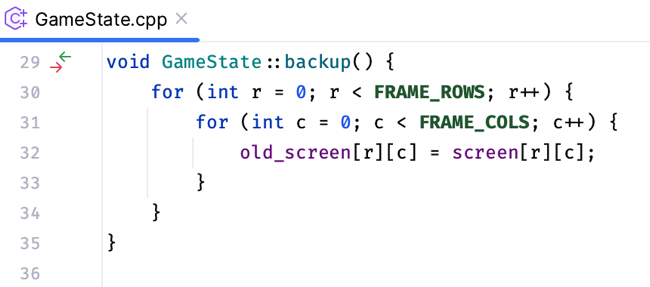 GameState.cpp
29 void GameState::backup() {
30     for (int r = 0; r < FRAME_ROWS; r++) {
31         for (int c = 0; c < FRAME_COLS; c++) {
32             old_screen[r][c] = screen[r][c];
33         }
34     }
35 }
36